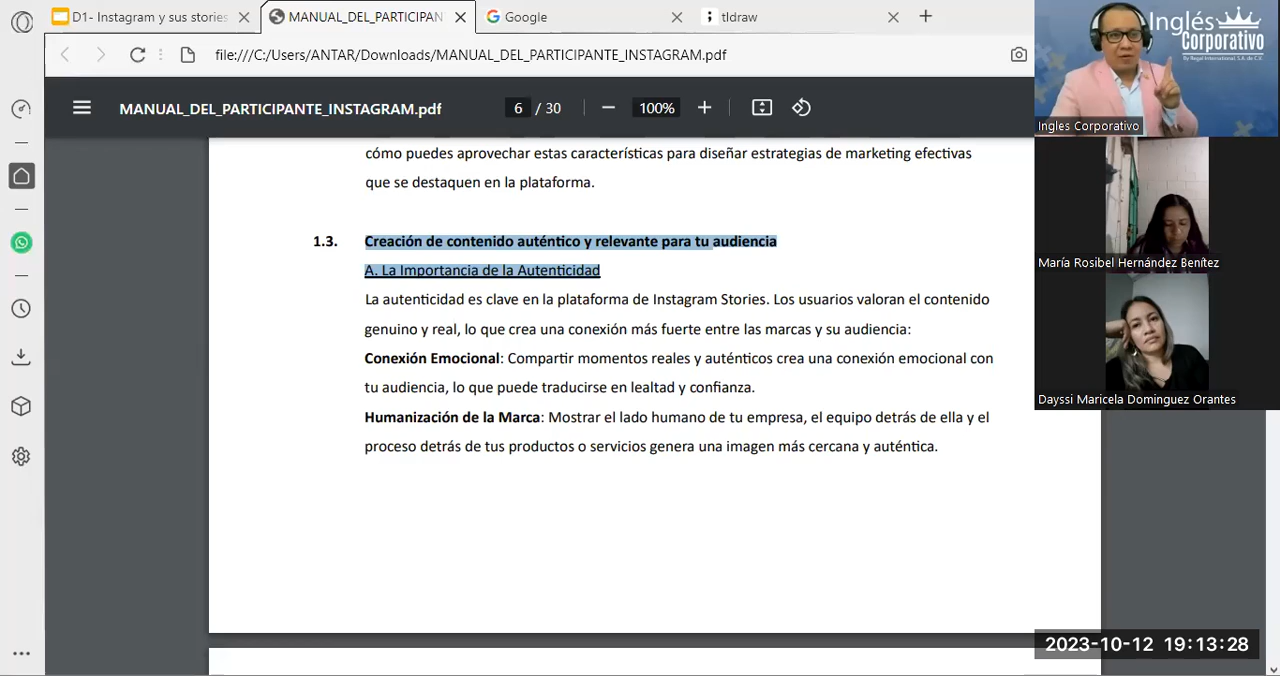 D1- Instagram y sus stories
MANUAL_DEL_PARTICIPAN
Google
tldraw
file:///C:/Users/ANTAR/Downloads/MANUAL_DEL_PARTICIPANTE_INSTAGRAM.pdf
MANUAL_DEL_PARTICIPANTE_INSTAGRAM.pdf
6 / 30
100%
cómo puedes aprovechar estas características para diseñar estrategias de marketing efectivas
que se destaquen en la plataforma.
1.3. Creación de contenido auténtico y relevante para tu audiencia
A. La Importancia de la Autenticidad
La autenticidad es clave en la plataforma de Instagram Stories. Los usuarios valoran el contenido
genuino y real, lo que crea una conexión más fuerte entre las marcas y su audiencia:
Conexión Emocional: Compartir momentos reales y auténticos crea una conexión emocional con
tu audiencia, lo que puede traducirse en lealtad y confianza.
Humanización de la Marca: Mostrar el lado humano de tu empresa, el equipo detrás de ella y el
proceso detrás de tus productos o servicios genera una imagen más cercana y auténtica.
Inglés
Corporativo
By Regal International, S.A. de C.V.
Ingles Corporativo
María Rosibel Hernández Benítez
Dayssi Maricela Dominguez Orantes
2023-10-12 19:13:28